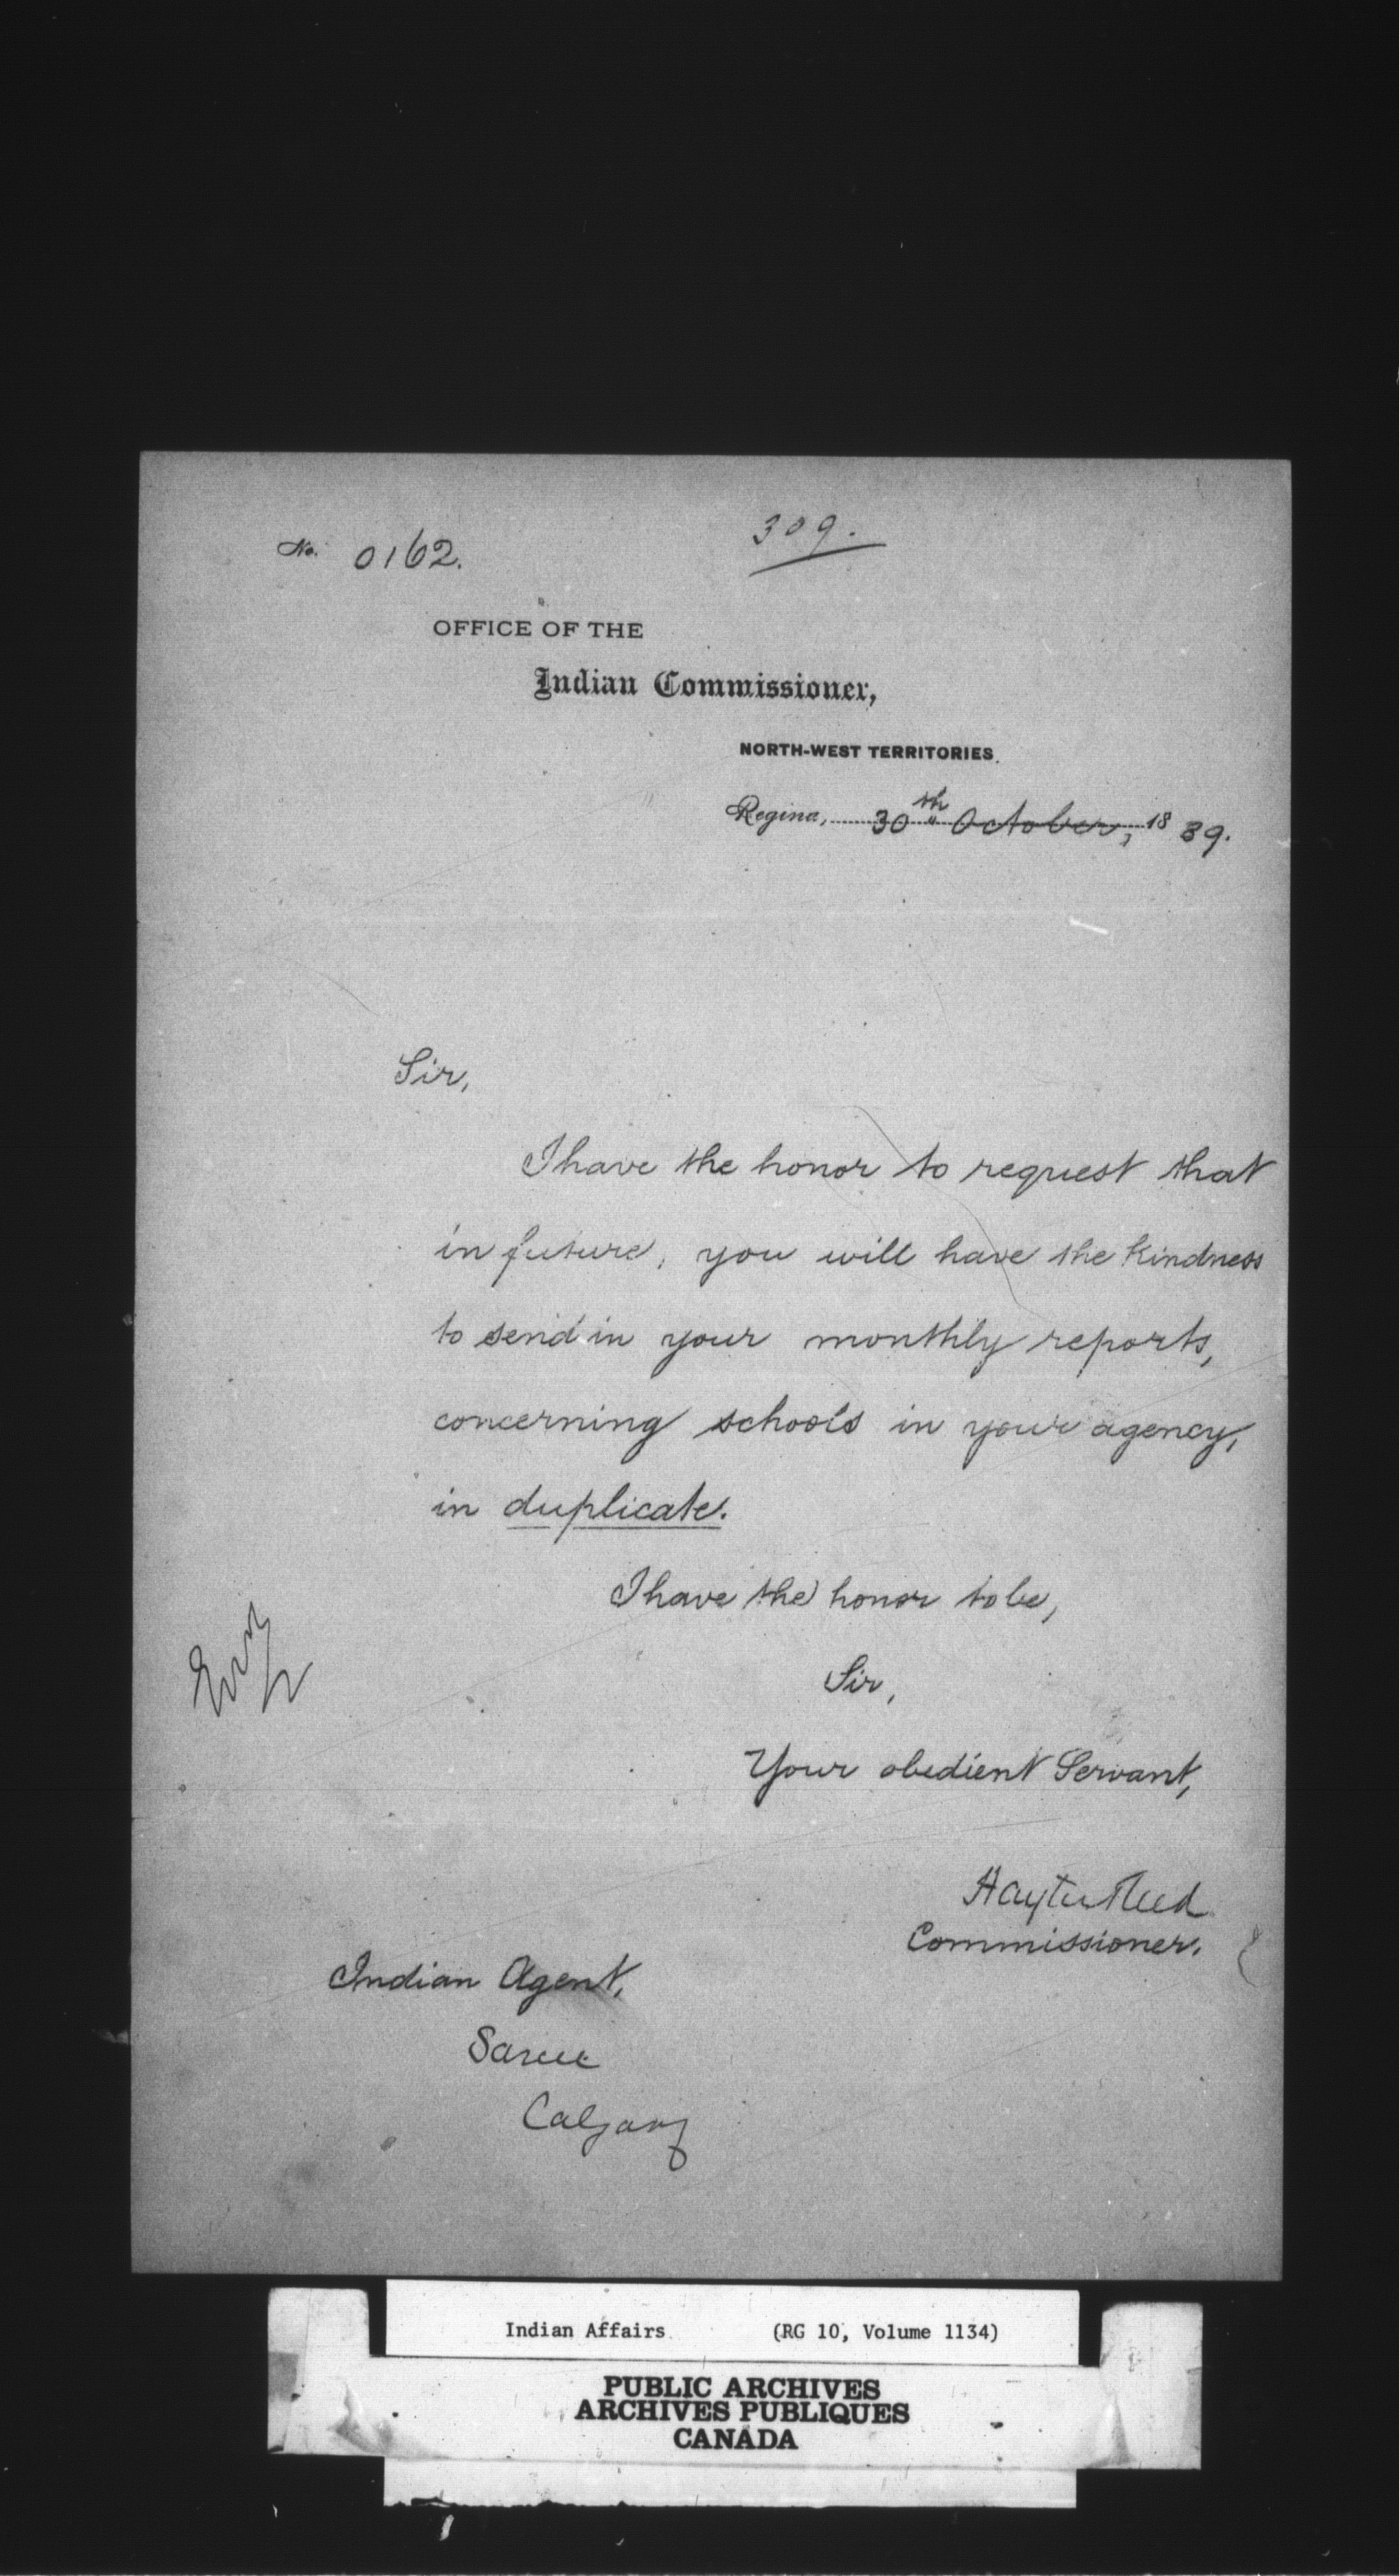 309.
No. 0162.
OFFICE OF THE
Indian Commissioner,
NORTH-WEST TERRITORIES.
Regina, 30th October, 1889.
Sir,
I have the honor to request that
in future, you will have the kindness
to send in your monthly reports,
concerning schools in your agency,
in duplicate.
I have the honor to be,
Sir,
Your obedient Servant,
Hayter Reed
Commissioner.
Indian Agent,
Sarcee
Calgary
Indian Affairs (RG 10, Volume 1134)
PUBLIC ARCHIVES
ARCHIVES PUBLIQUES
CANADA